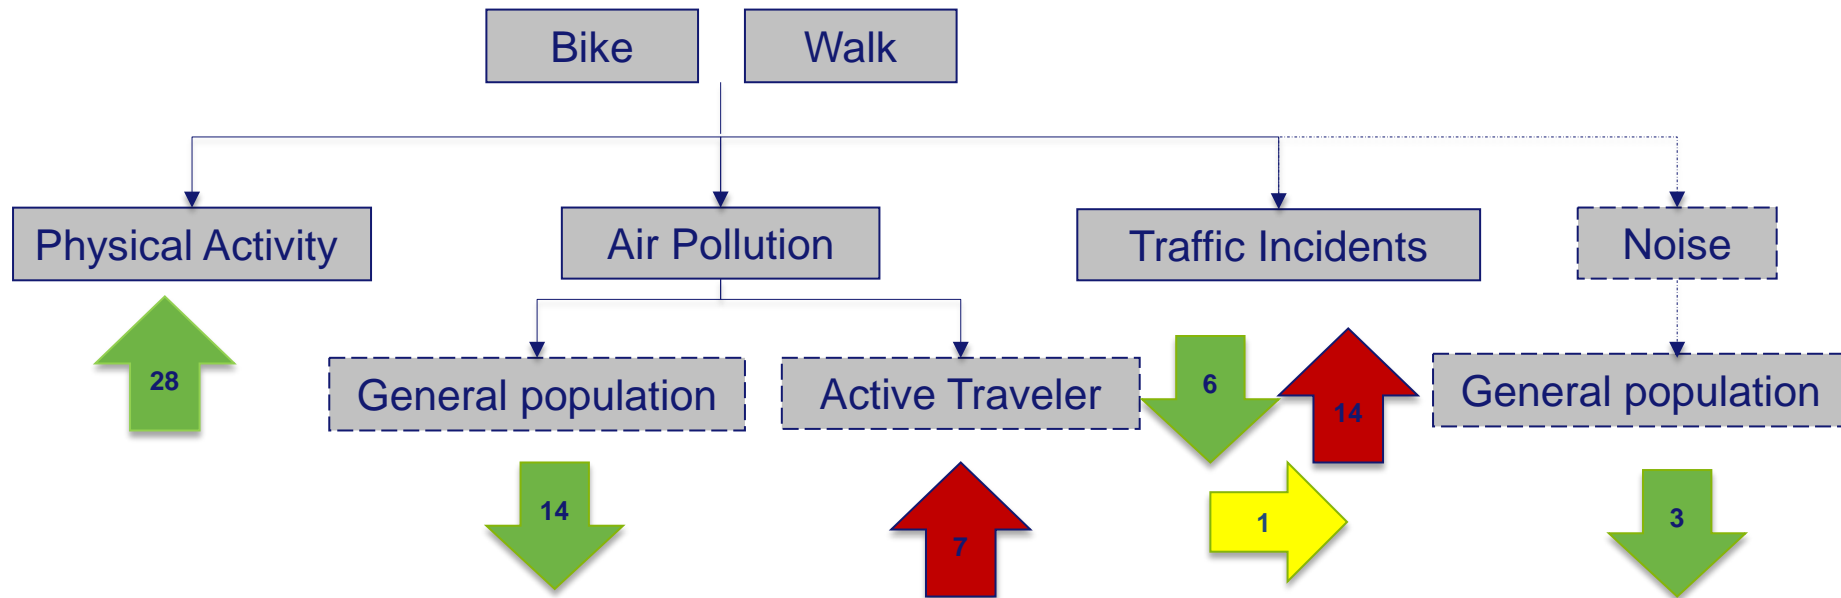 Bike
Walk
Physical Activity
Air Pollution
Traffic Incidents
Noise
28
General population
Active Traveler
6
14
General population
14
7
1
3